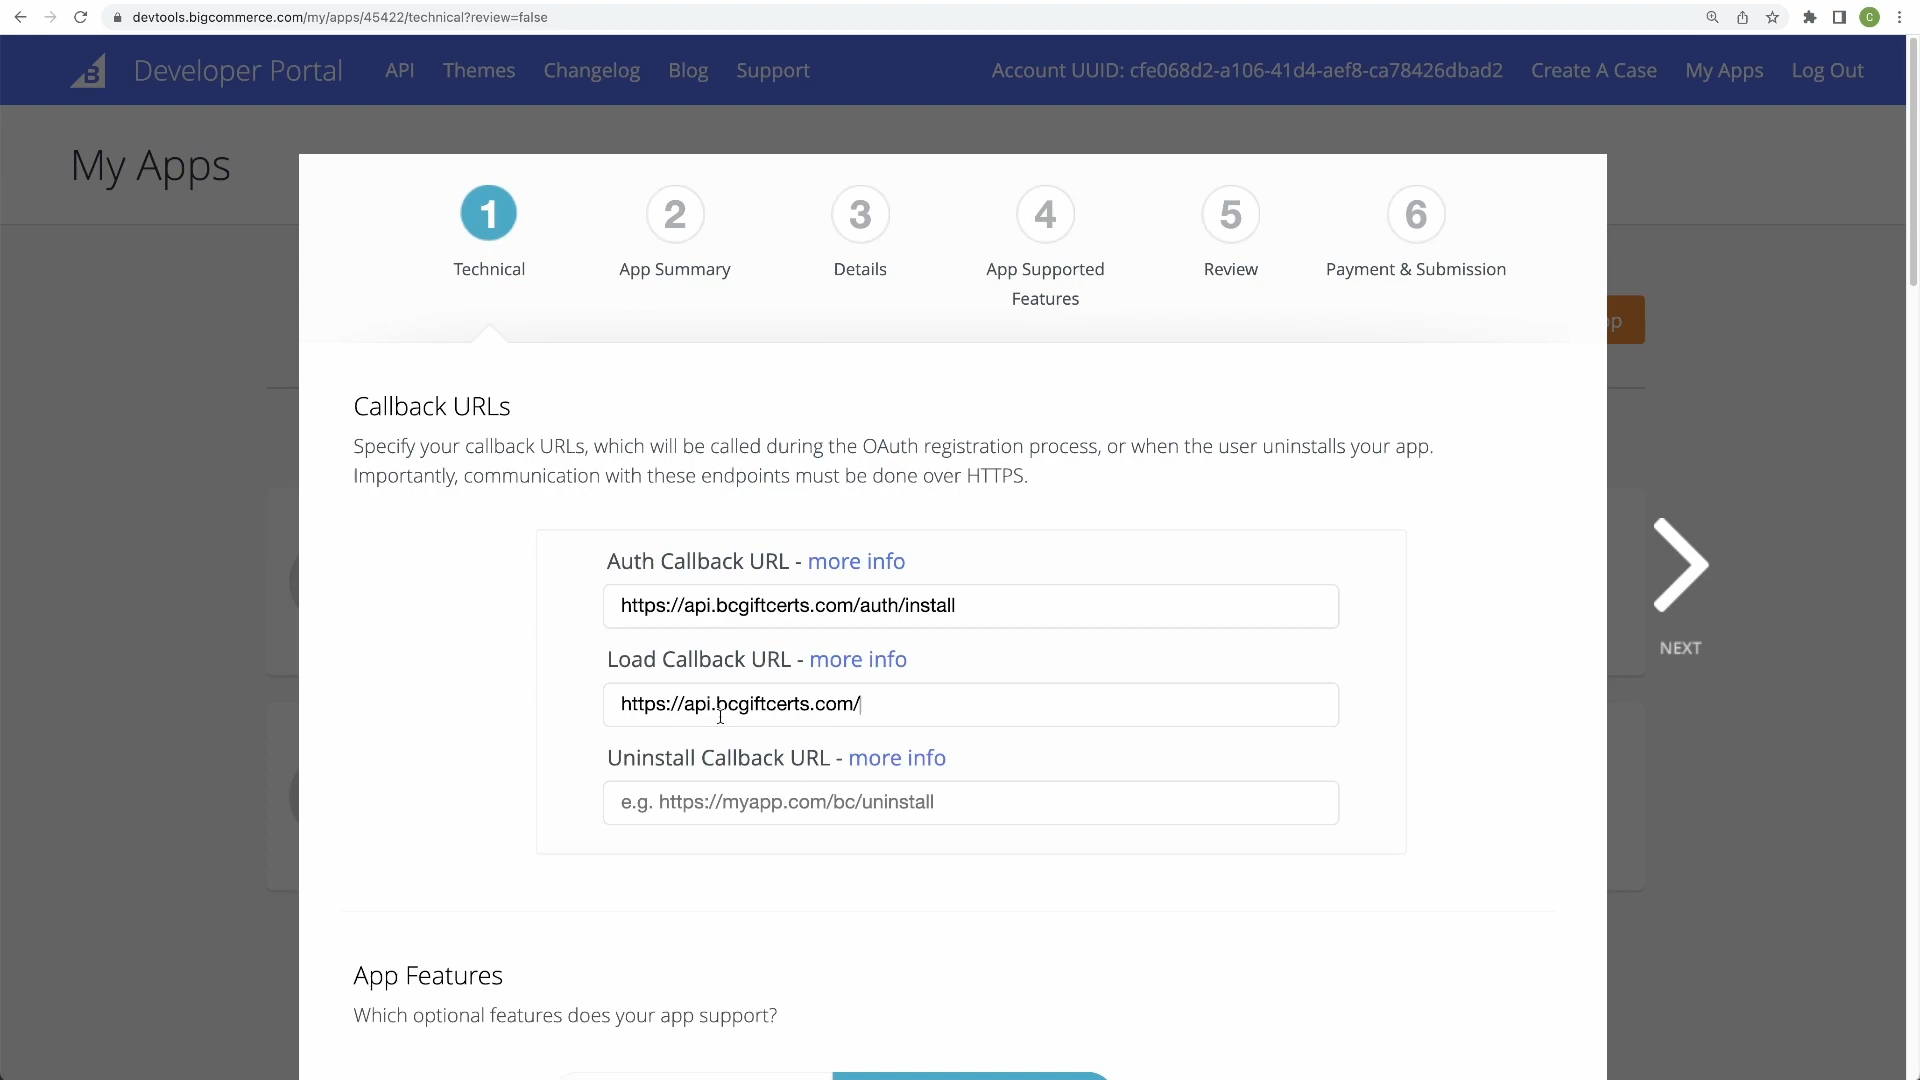 devtools.bigcommerce.com/my/apps/45422/technical?review=false
C
B
Developer Portal
API
Themes
Changelog
Blog
Support
Account UUID: cfe068d2-a106-41d4-aef8-ca78426dbad2
Create A Case
My Apps
Log Out
My Apps
1
2
3
4
5
6
Technical
App Summary
Details
App Supported
Features
Review
Payment & Submission
Callback URLs
Specify your callback URLs, which will be called during the OAuth registration process, or when the user uninstalls your app.
Importantly, communication with these endpoints must be done over HTTPS.
Auth Callback URL - more info
https://api.bcgiftcerts.com/auth/install
Load Callback URL - more info
https://api.bcgiftcerts.com/
Uninstall Callback URL - more info
e.g. https://myapp.com/bc/uninstall
NEXT
App Features
Which optional features does your app support?